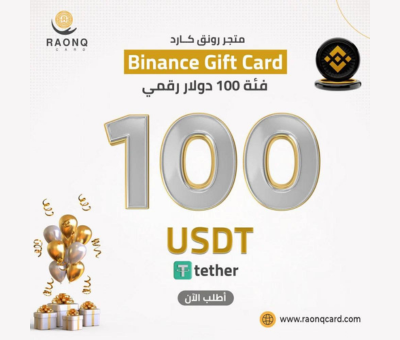 RAONQ
CARD
متجر رونق كارد
Binance Gift Card
فئة 100 دولار رقمي
100
USDT
tether
أطلب الآن
www.raonqcard.com